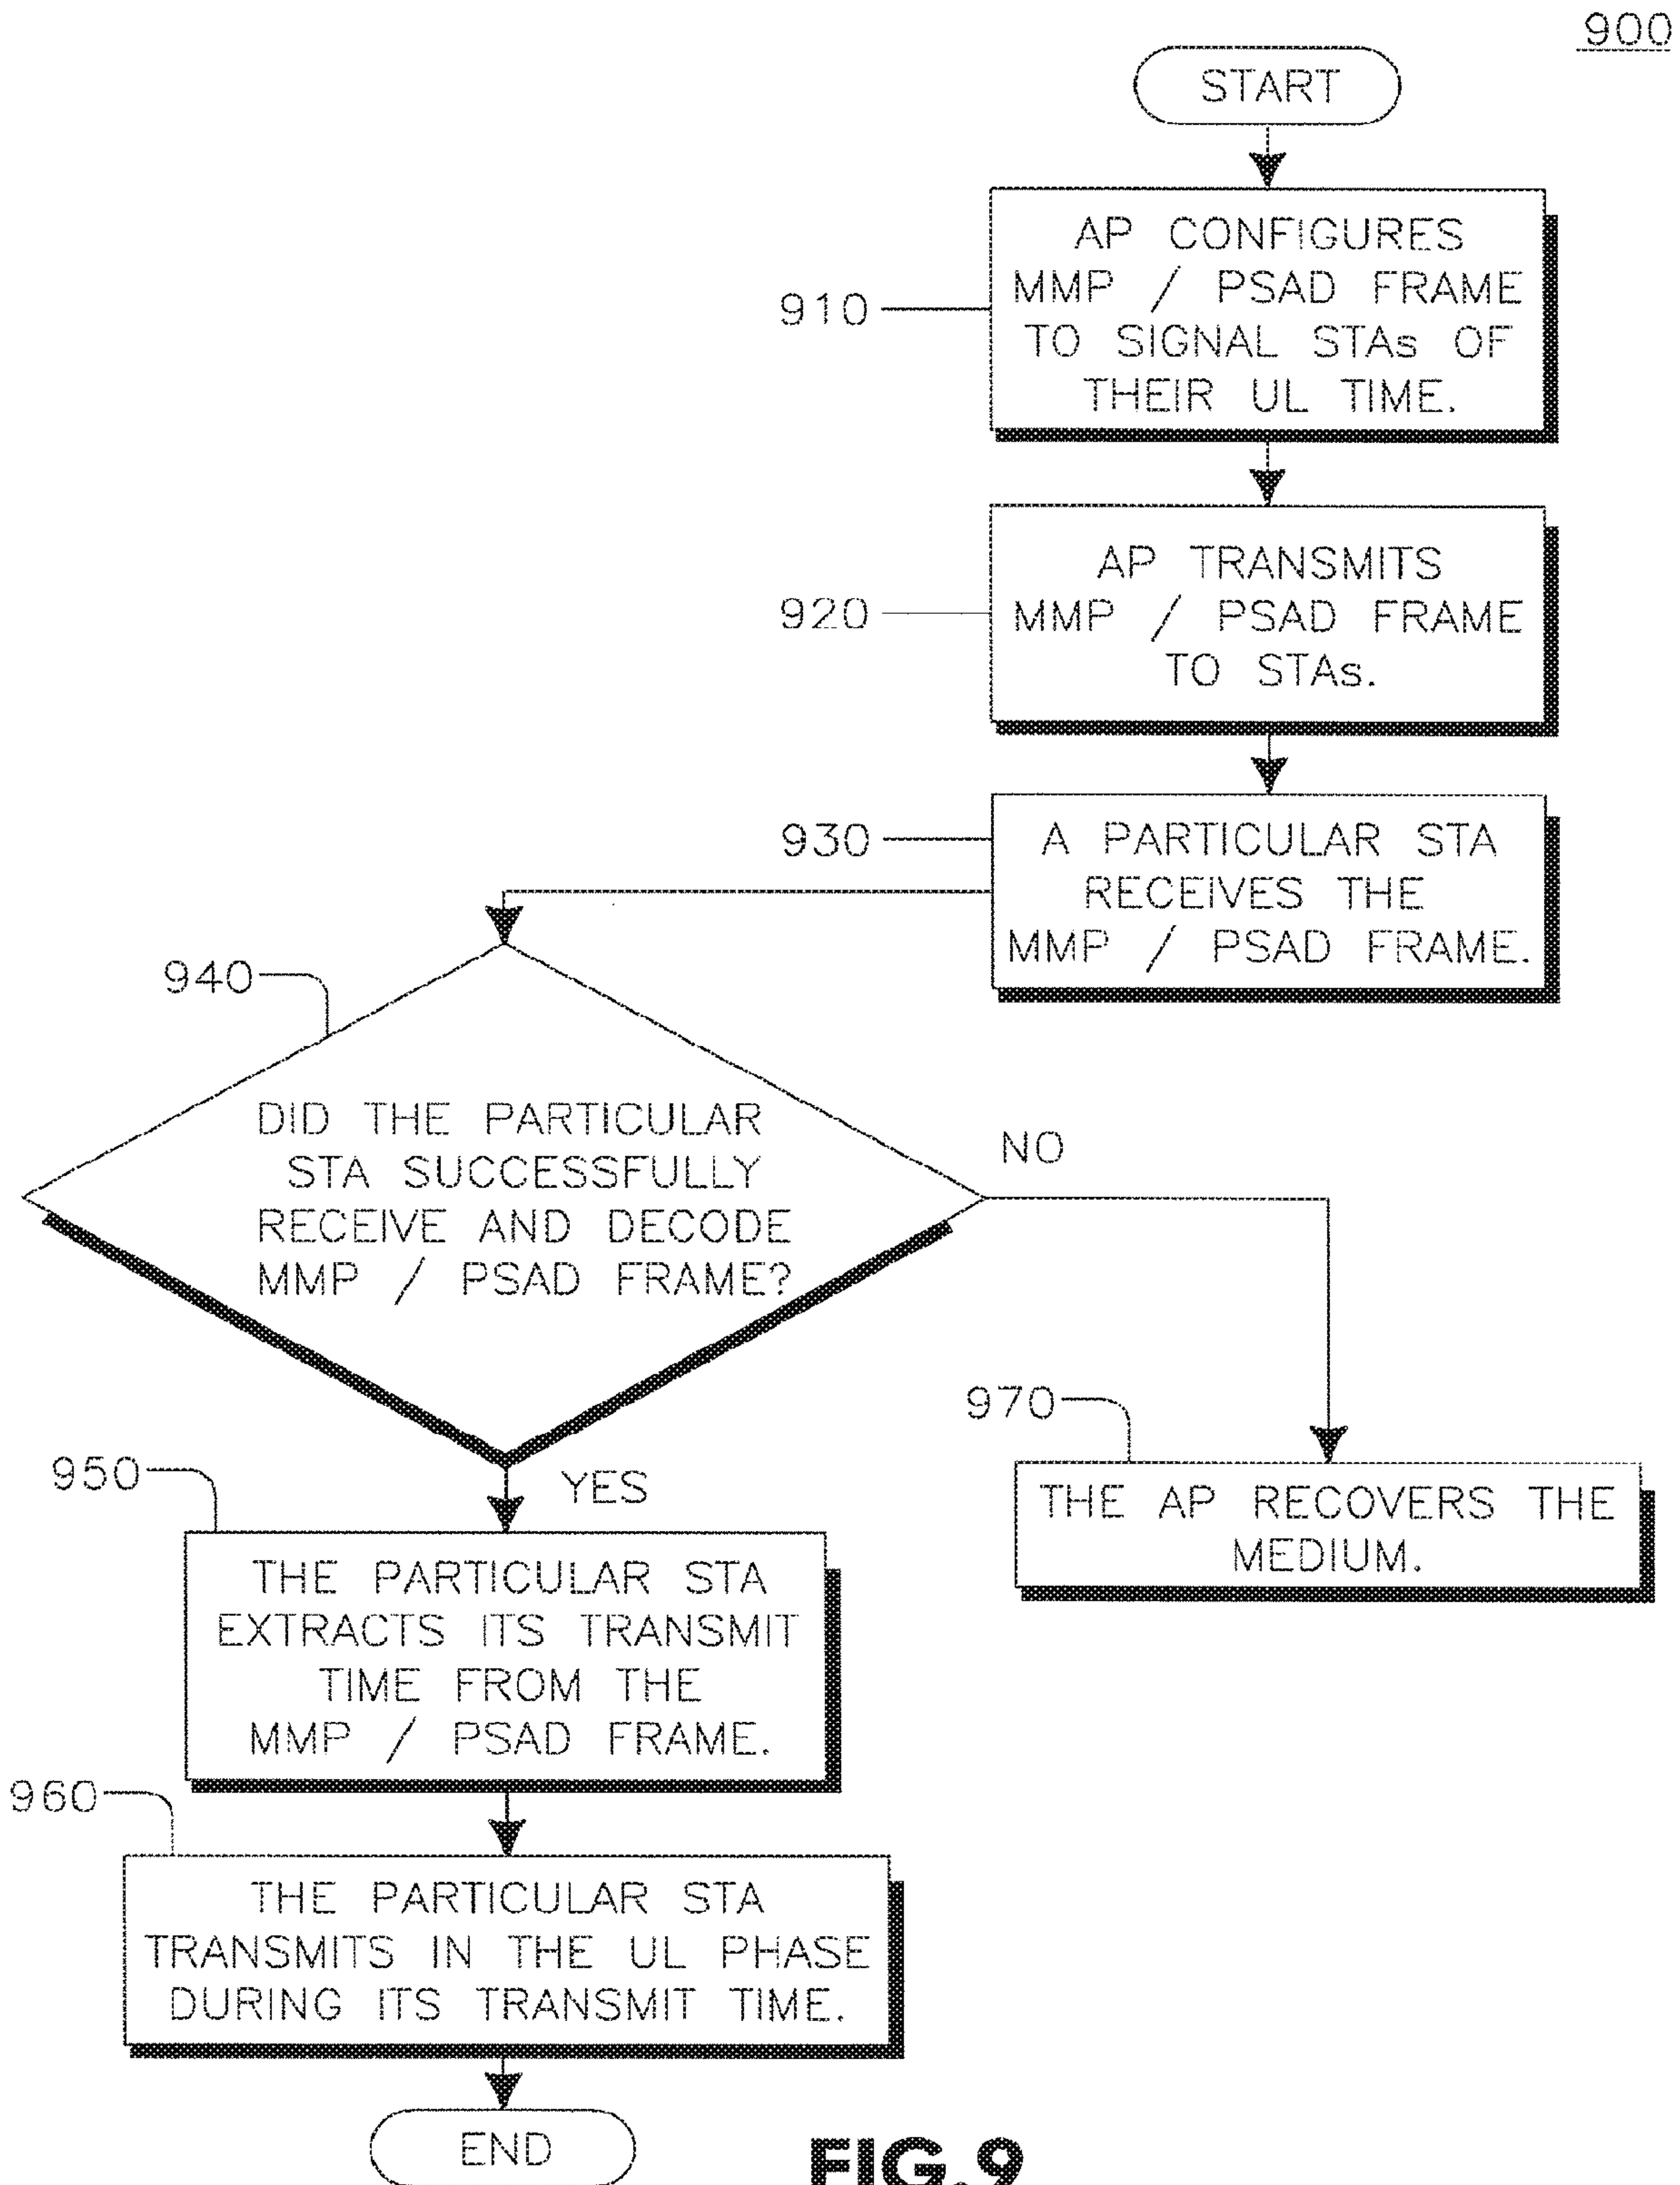 900
START
910
AP CONFIGURES
MMP / PSAD FRAME
TO SIGNAL STAs OF
THEIR UL TIME.
920
AP TRANSMITS
MMP / PSAD FRAME
TO STAs.
930
A PARTICULAR STA
RECEIVES THE
MMP / PSAD FRAME.
940
DID THE PARTICULAR
STA SUCCESSFULLY
RECEIVE AND DECODE
MMP / PSAD FRAME?
NO
YES
970
THE AP RECOVERS THE
MEDIUM.
950
THE PARTICULAR STA
EXTRACTS ITS TRANSMIT
TIME FROM THE
MMP / PSAD FRAME.
960
THE PARTICULAR STA
TRANSMITS IN THE UL PHASE
DURING ITS TRANSMIT TIME.
END
FIG.9